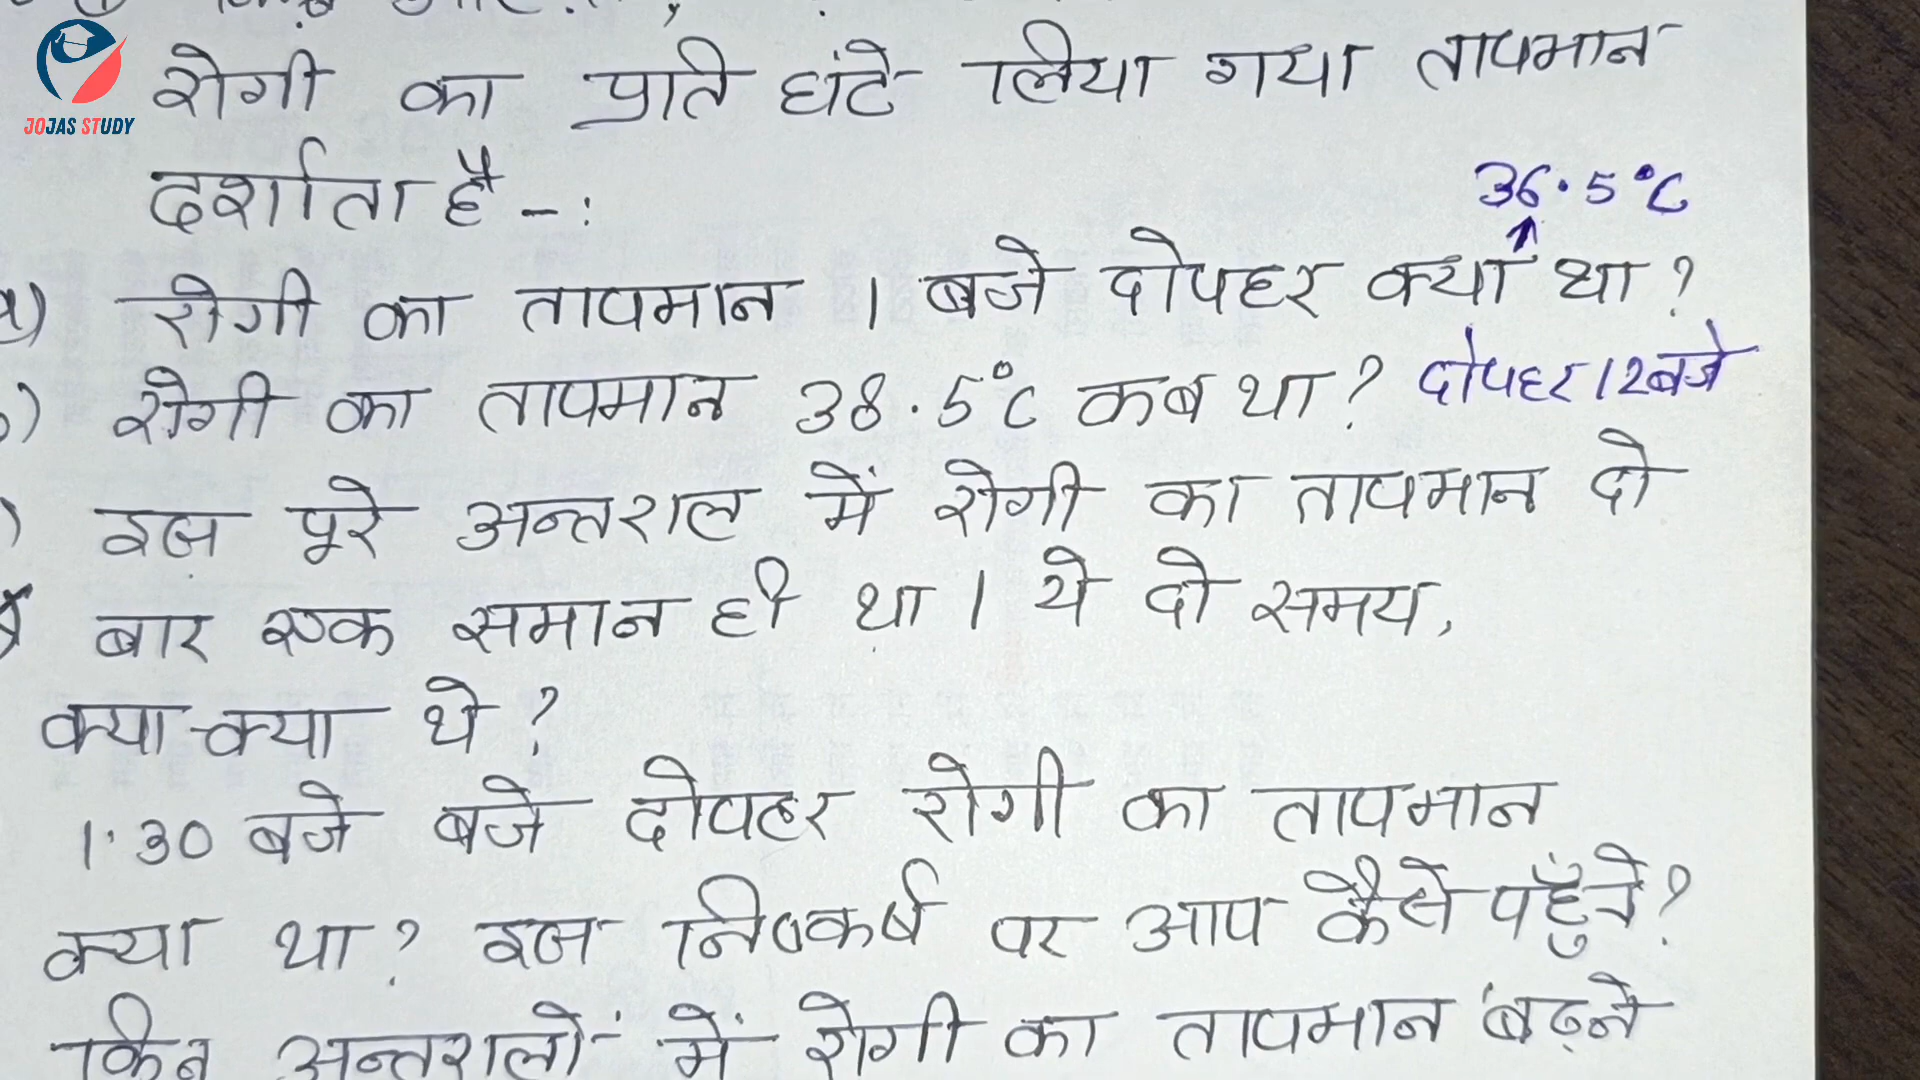 JOJAS STUDY
रोगी का प्रति घंटे लिया गया तापमान
दर्शाता है -:
36.5°C
a) रोगी का तापमान 1 बजे दोपहर क्या था ?
b) रोगी का तापमान 38.5°C कब था ? दोपहर 12 बजे
) इस पूरे अन्तराल में रोगी का तापमान दो
बार एक समान ही था । ये दो समय,
क्या-क्या थे ?
1.30 बजे बजे दोपहर रोगी का तापमान
क्या था ? इस निष्कर्ष पर आप कैसे पहुँचे ?
किन अन्तरालों में रोगी का तापमान बढ़ने